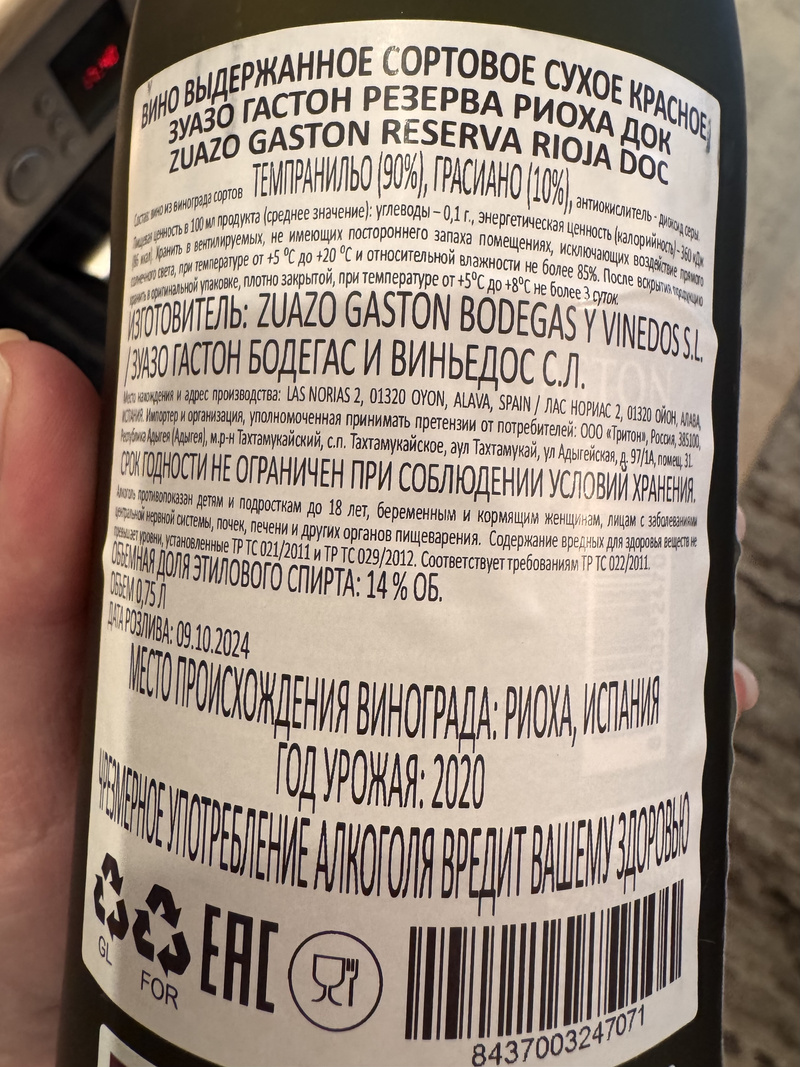 ВИНО ВЫДЕРЖАННОЕ СОРТОВОЕ СУХОЕ КРАСНОЕ
ЗУАЗО ГАСТОН РЕЗЕРВА РИОХА ДОК
ZUAZO GASTON RESERVA RIOJA DOC
Состав: вино из винограда сортов ТЕМПРАНИЛЬО (90%), ГРАСИАНО (10%), антиокислитель - диоксид серы.
Пищевая ценность в 100 мл продукта (среднее значение): углеводы – 0,1 г., энергетическая ценность (калорийность) - 360 кДж
(86 ккал). Хранить в вентилируемых, не имеющих постороннего запаха помещениях, исключающих воздействие прямого
солнечного света, при температуре от +5 °С до +20 °С и относительной влажности не более 85%. После вскрытия продукцию
хранить в оригинальной упаковке, плотно закрытой, при температуре от +5°С до +8°С не более 3 суток.
ИЗГОТОВИТЕЛЬ: ZUAZO GASTON BODEGAS Y VINEDOS S.L.
/ ЗУАЗО ГАСТОН БОДЕГАС И ВИНЬЕДОС С.Л.
Место нахождения и адрес производства: LAS NORIAS 2, 01320 OYON, ALAVA, SPAIN / ЛАС НОРИАС 2, 01320 ОЙОН, АЛАВА,
ИСПАНИЯ. Импортер и организация, уполномоченная принимать претензии от потребителей: ООО «Тритон», Россия, 385100,
Республика Адыгея (Адыгея), м.р-н Тахтамукайский, с.п. Тахтамукайское, аул Тахтамукай, ул Адыгейская, д. 97/1А, помещ. 31.
СРОК ГОДНОСТИ НЕ ОГРАНИЧЕН ПРИ СОБЛЮДЕНИИ УСЛОВИЙ ХРАНЕНИЯ.
Алкоголь противопоказан детям и подросткам до 18 лет, беременным и кормящим женщинам, лицам с заболеваниями
центральной нервной системы, почек, печени и других органов пищеварения. Содержание вредных для здоровья веществ не
превышает уровни, установленные ТР ТС 021/2011 и ТР ТС 029/2012. Соответствует требованиям ТР ТС 022/2011.
ОБЪЕМНАЯ ДОЛЯ ЭТИЛОВОГО СПИРТА: 14 % ОБ.
ОБЪЕМ 0,75 Л
ДАТА РОЗЛИВА: 09.10.2024
МЕСТО ПРОИСХОЖДЕНИЯ ВИНОГРАДА: РИОХА, ИСПАНИЯ
ГОД УРОЖАЯ: 2020
ЧРЕЗМЕРНОЕ УПОТРЕБЛЕНИЕ АЛКОГОЛЯ ВРЕДИТ ВАШЕМУ ЗДОРОВЬЮ
GL
FOR
EAC
8437003247071